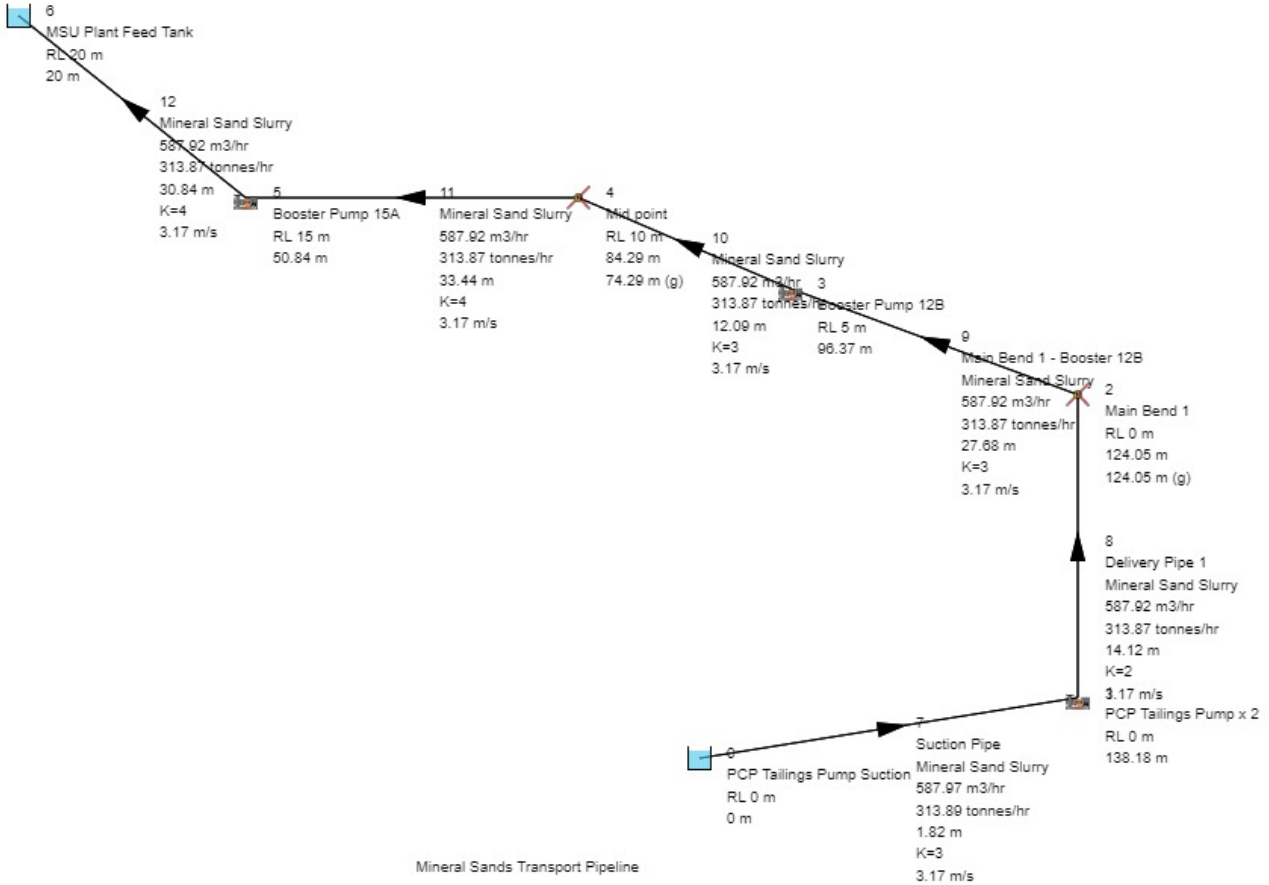 6
MSU Plant Feed Tank
RL 20 m
20 m
12
Mineral Sand Slurry
587.92 m3/hr
313.87 tonnes/hr
30.84 m
K=4
3.17 m/s
5
Booster Pump 15A
RL 15 m
50.84 m
11
Mineral Sand Slurry
587.92 m3/hr
313.87 tonnes/hr
33.44 m
K=4
3.17 m/s
4
Mid point
RL 10 m
84.29 m
74.29 m (g)
10
Mineral Sand Slurry
587.92 m3/hr
313.87 tonnes/hr
12.09 m
K=3
3.17 m/s
3
Booster Pump 12B
RL 5 m
96.37 m
9
Main Bend 1 - Booster 12B
Mineral Sand Slurry
587.92 m3/hr
313.87 tonnes/hr
27.68 m
K=3
3.17 m/s
2
Main Bend 1
RL 0 m
124.05 m
124.05 m (g)
8
Delivery Pipe 1
Mineral Sand Slurry
587.92 m3/hr
313.87 tonnes/hr
14.12 m
K=2
3.17 m/s
1
PCP Tailings Pump x 2
RL 0 m
138.18 m
7
Suction Pipe
Mineral Sand Slurry
587.97 m3/hr
313.89 tonnes/hr
1.82 m
K=3
3.17 m/s
0
PCP Tailings Pump Suction
RL 0 m
0 m
Mineral Sands Transport Pipeline